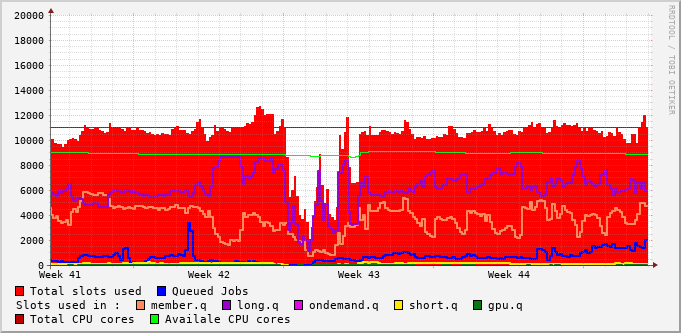 20000
18000
16000
14000
12000
10000
8000
6000
4000
2000
0
Week 41 Week 42 Week 43 Week 44
Total slots used Queued Jobs
Slots used in : member.q long.q ondemand.q short.q gpu.q
Total CPU cores Availale CPU cores
RRDTOOL / TOBI OETIKER